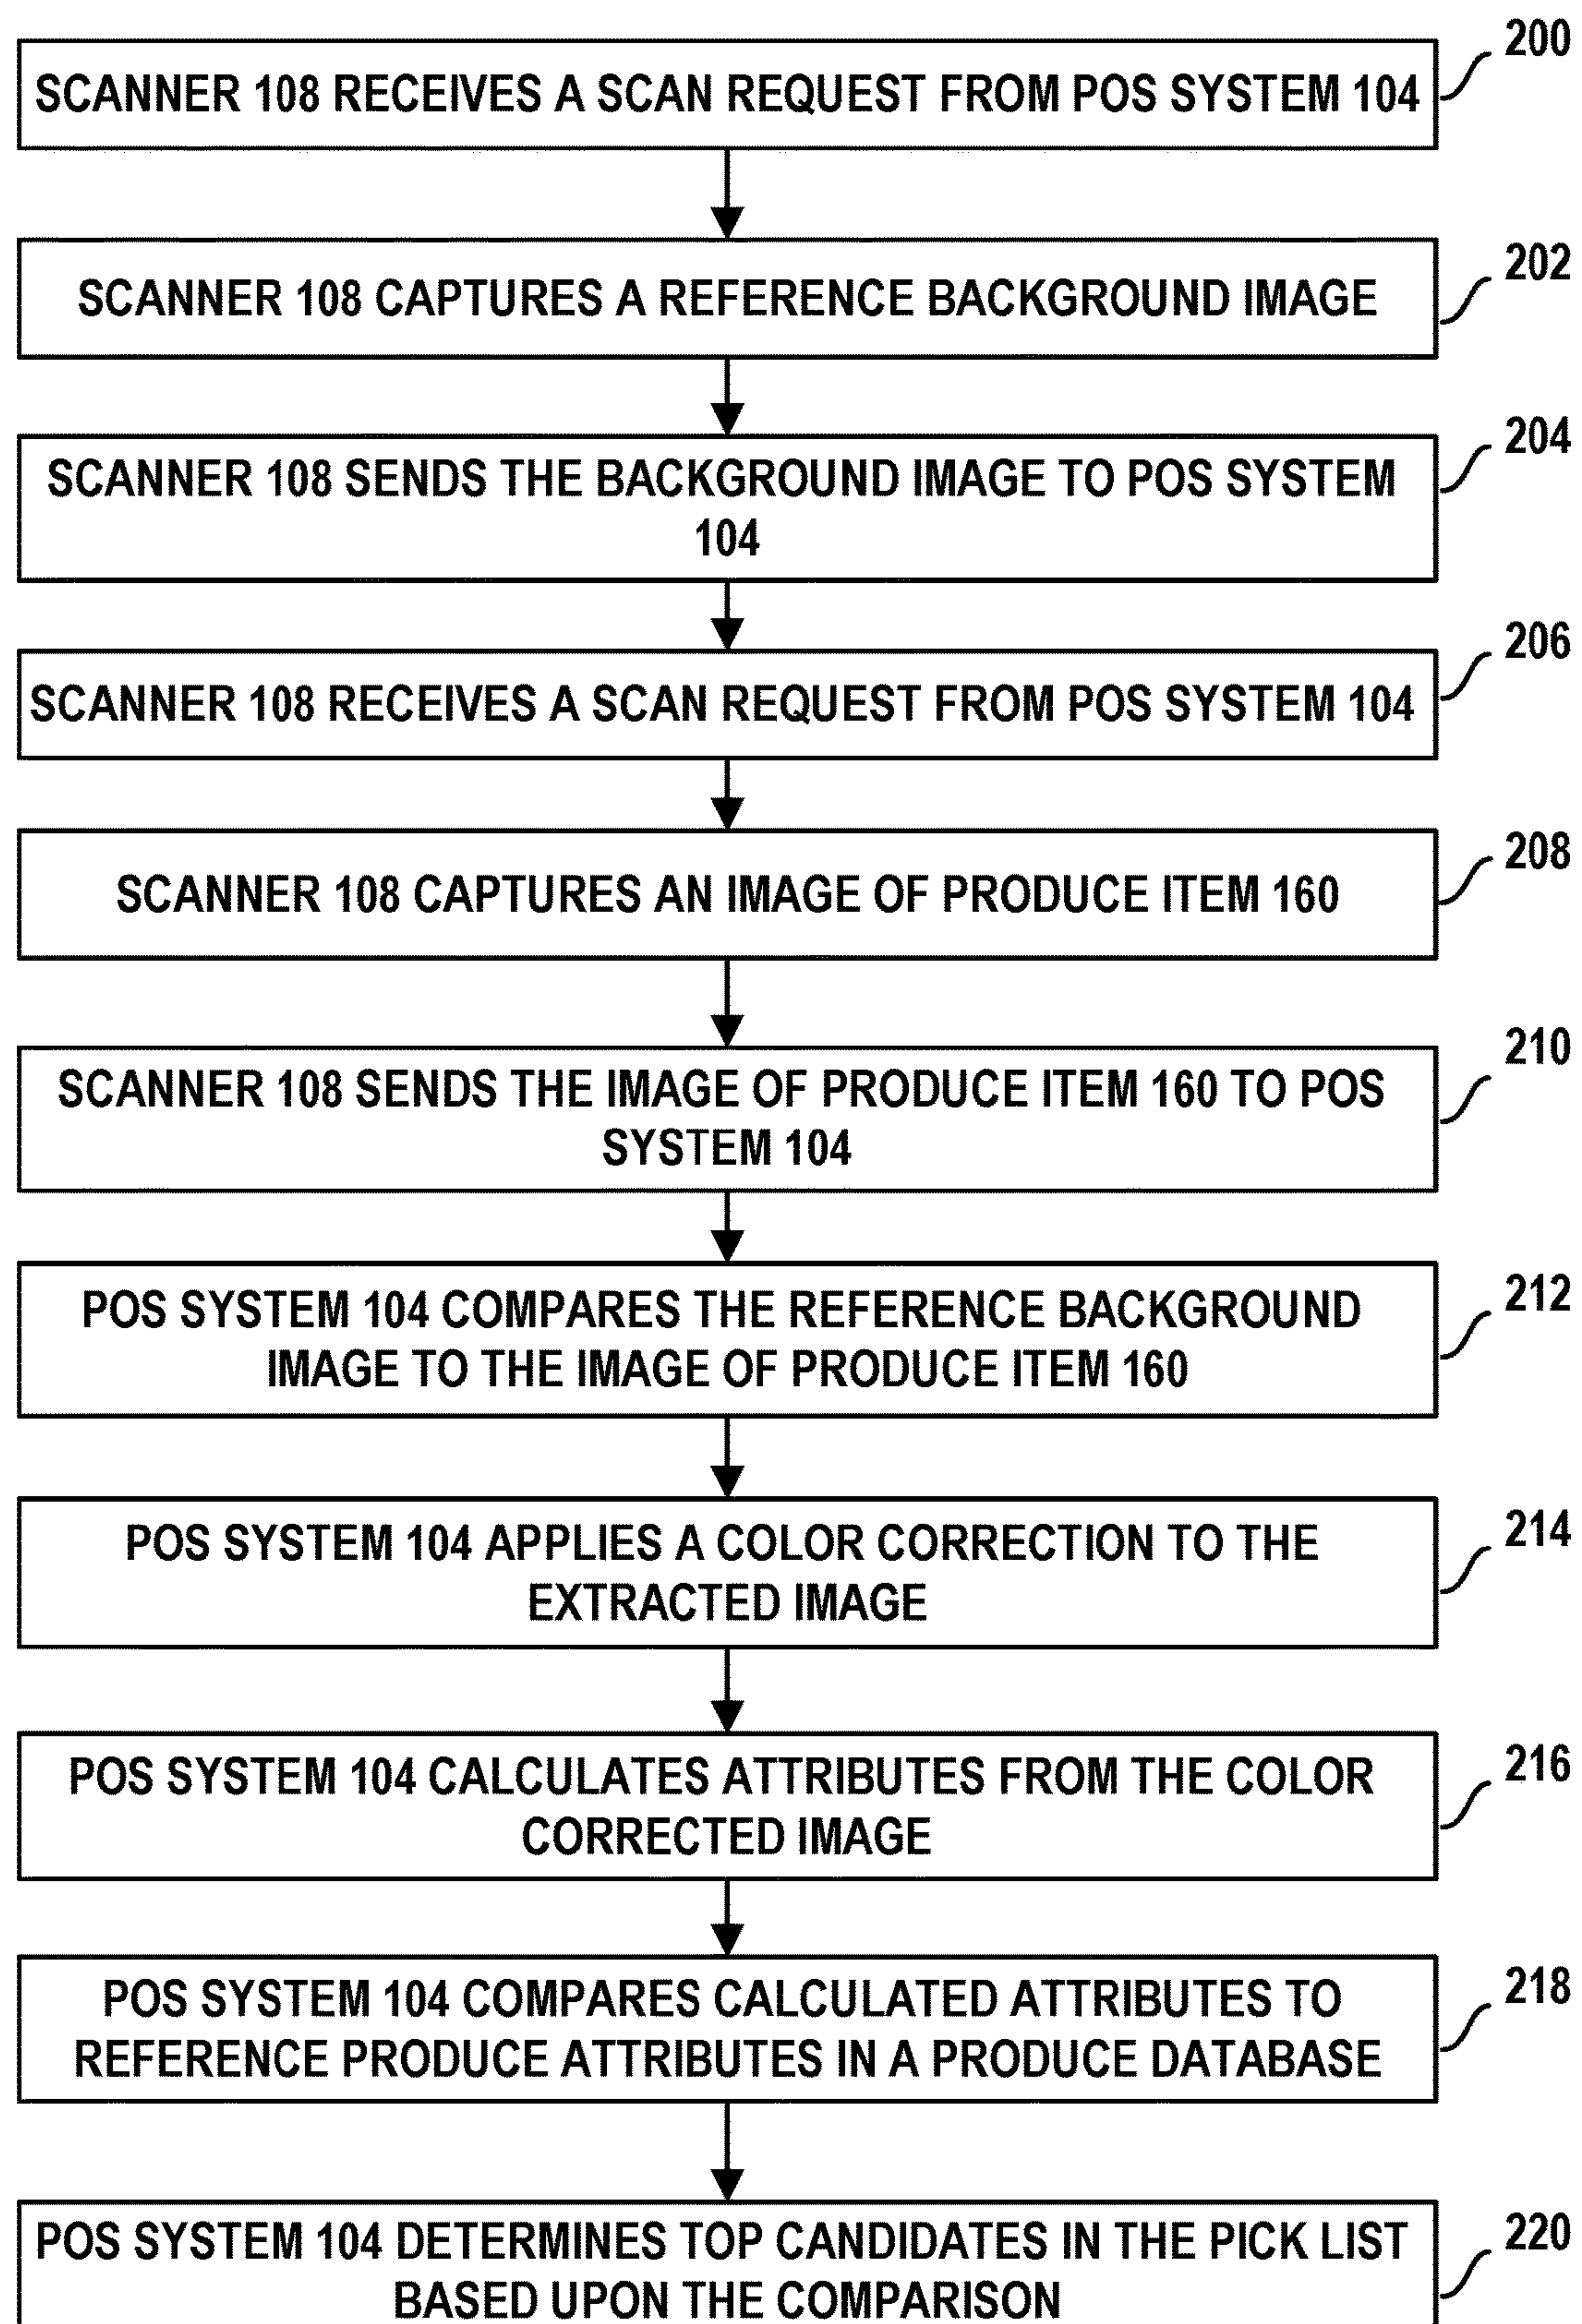 200
SCANNER 108 RECEIVES A SCAN REQUEST FROM POS SYSTEM 104
202
SCANNER 108 CAPTURES A REFERENCE BACKGROUND IMAGE
204
SCANNER 108 SENDS THE BACKGROUND IMAGE TO POS SYSTEM
104
206
SCANNER 108 RECEIVES A SCAN REQUEST FROM POS SYSTEM 104
208
SCANNER 108 CAPTURES AN IMAGE OF PRODUCE ITEM 160
210
SCANNER 108 SENDS THE IMAGE OF PRODUCE ITEM 160 TO POS
SYSTEM 104
212
POS SYSTEM 104 COMPARES THE REFERENCE BACKGROUND
IMAGE TO THE IMAGE OF PRODUCE ITEM 160
214
POS SYSTEM 104 APPLIES A COLOR CORRECTION TO THE
EXTRACTED IMAGE
216
POS SYSTEM 104 CALCULATES ATTRIBUTES FROM THE COLOR
CORRECTED IMAGE
218
POS SYSTEM 104 COMPARES CALCULATED ATTRIBUTES TO
REFERENCE PRODUCE ATTRIBUTES IN A PRODUCE DATABASE
220
POS SYSTEM 104 DETERMINES TOP CANDIDATES IN THE PICK LIST
BASED UPON THE COMPARISON